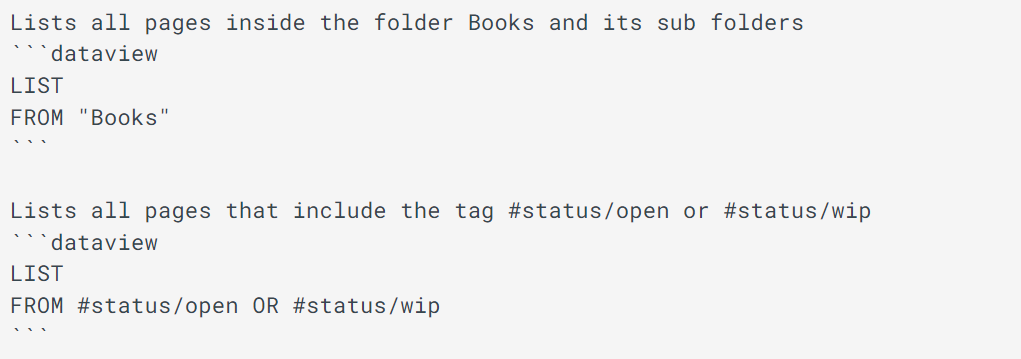 Lists all pages inside the folder Books and its sub folders
```dataview
LIST
FROM "Books"
```
Lists all pages that include the tag #status/open or #status/wip
```dataview
LIST
FROM #status/open OR #status/wip
```